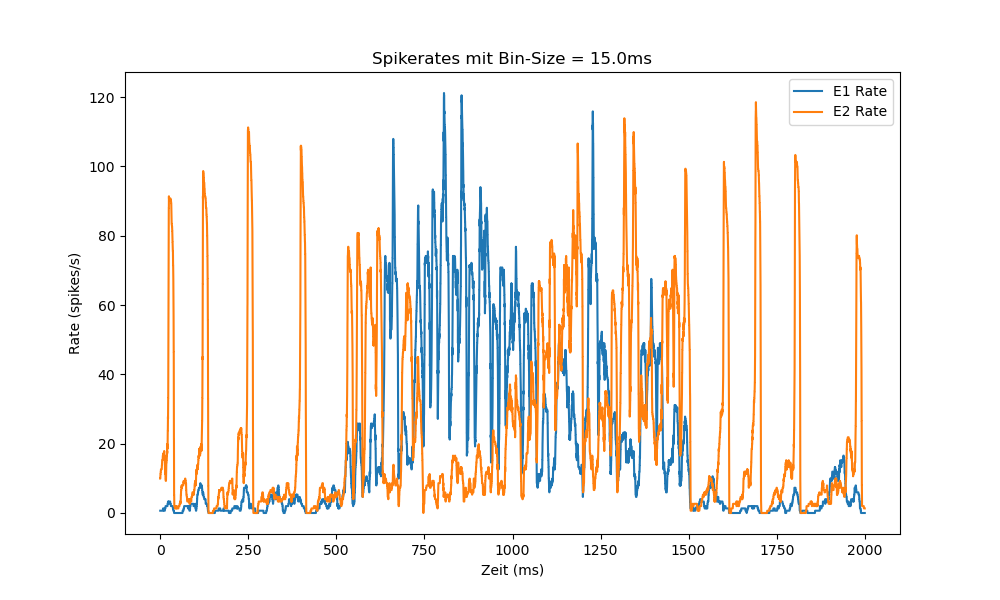 Spikerates mit Bin-Size = 15.0ms
E1 Rate
E2 Rate
120
100
80
60
40
20
0
Rate (spikes/s)
0 250 500 750 1000 1250 1500 1750 2000
Zeit (ms)